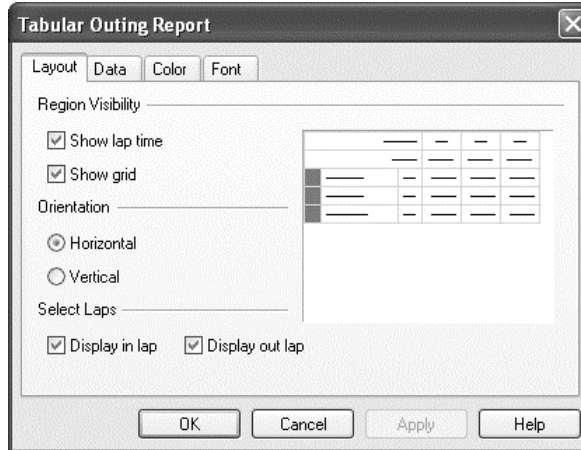 Tabular Outing Report
Layout Data Color Font
Region Visibility
Show lap time
Show grid
Orientation
Horizontal
Vertical
Select Laps
Display in lap Display out lap
OK Cancel Apply Help